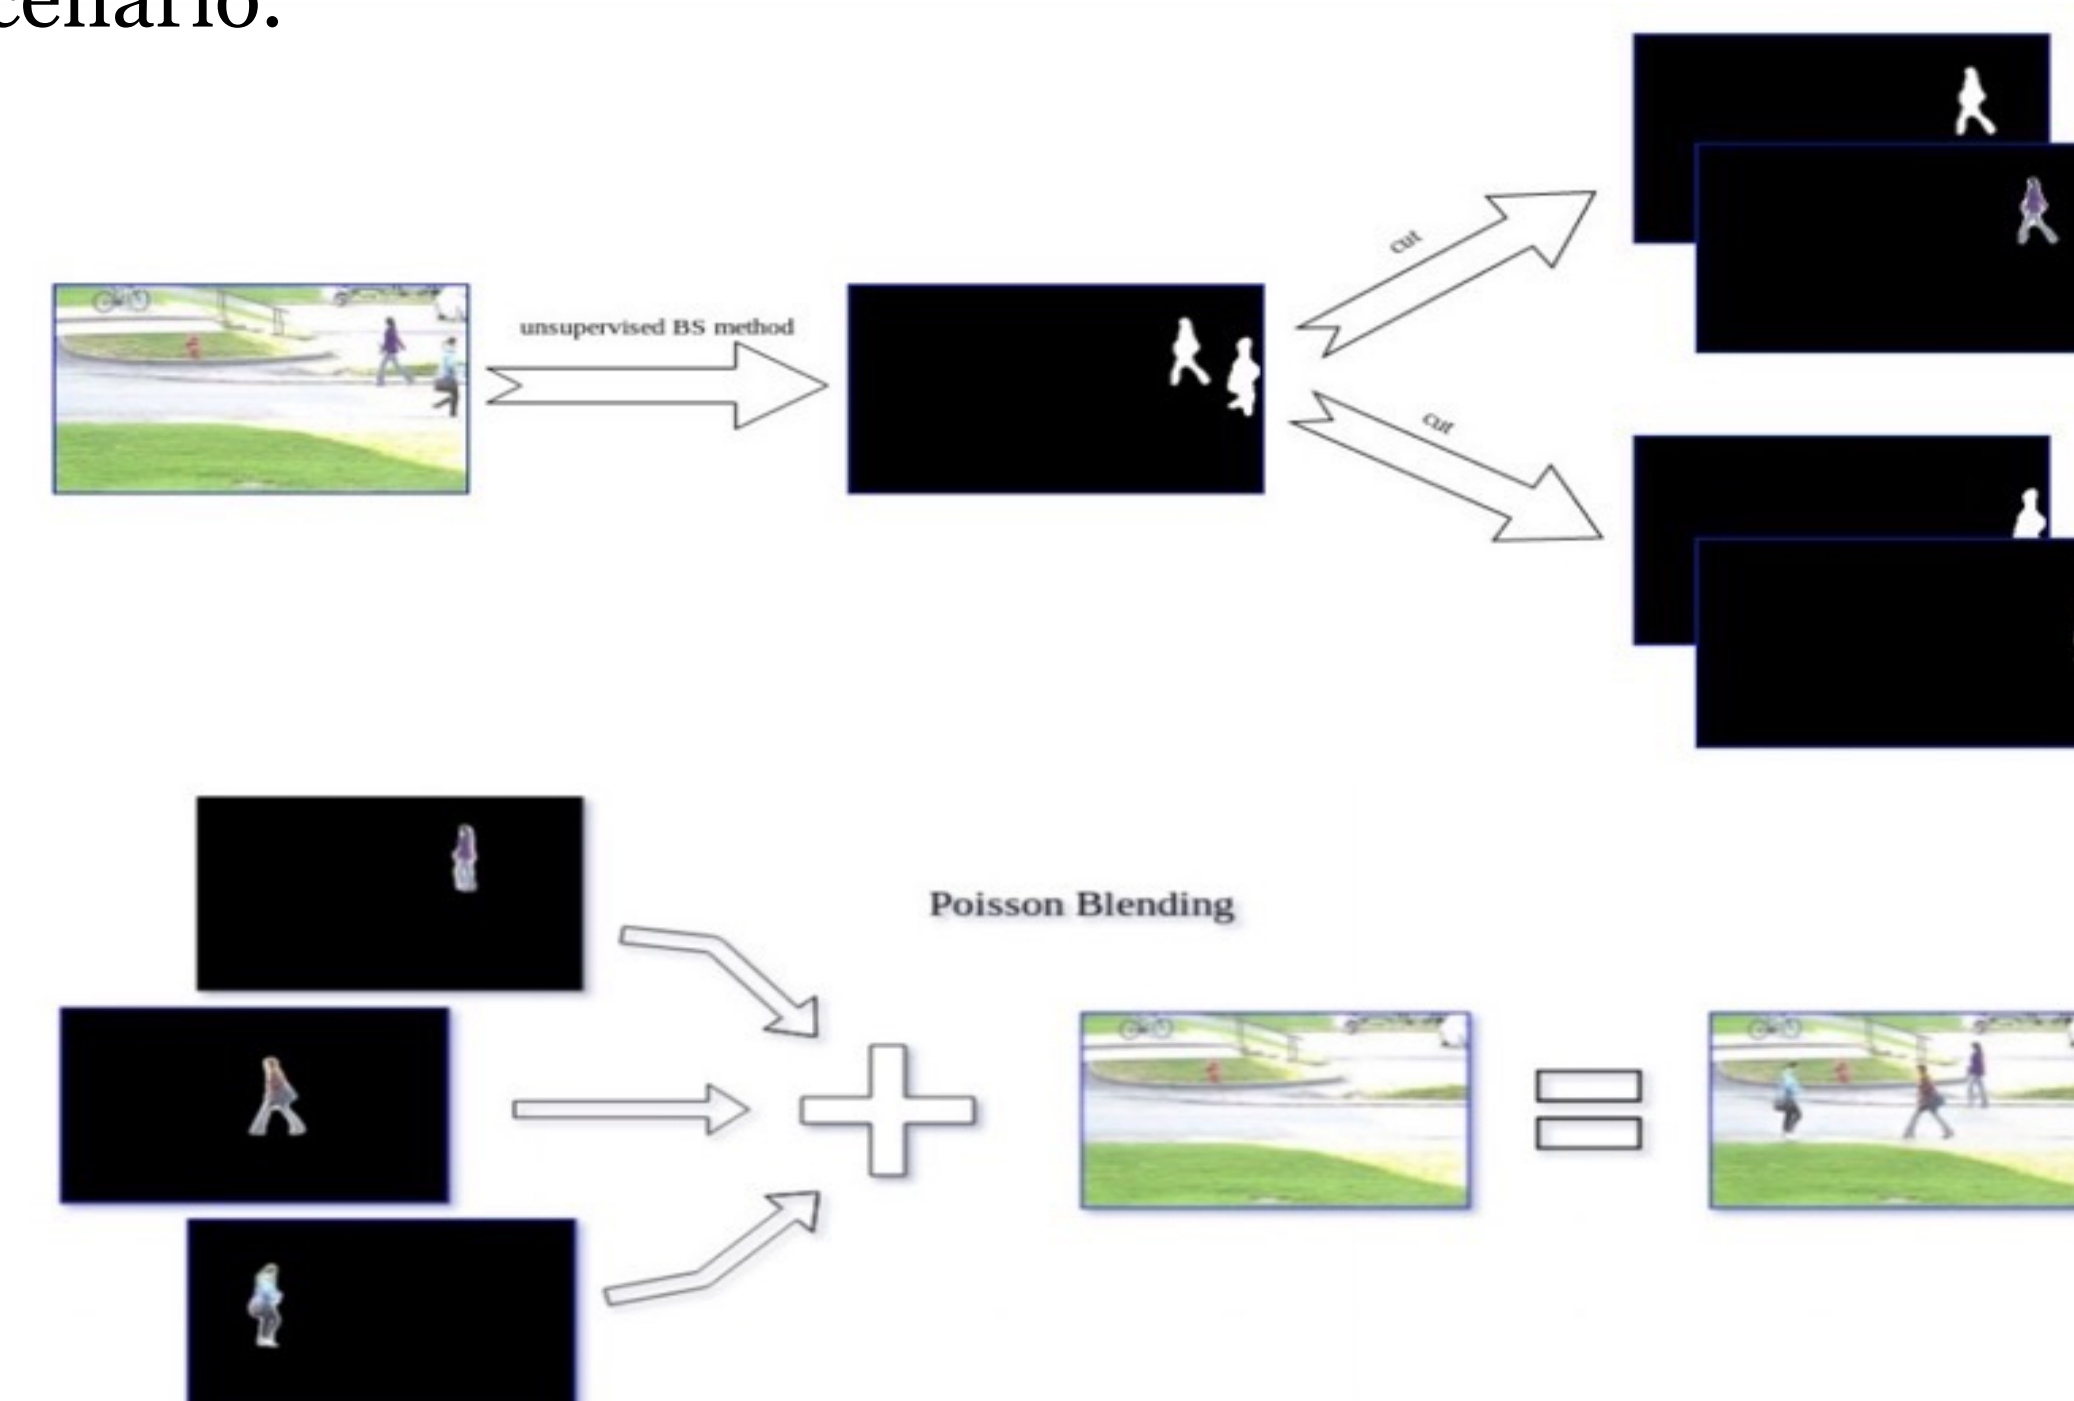 cenario.
cut
unsupervised BS method
cut
Poisson Blending